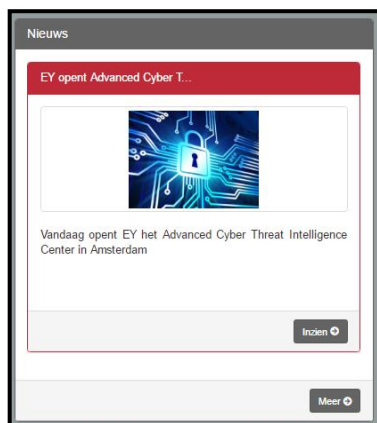 Nieuws
EY opent Advanced Cyber T...
Vandaag opent EY het Advanced Cyber Threat Intelligence
Center in Amsterdam
Inzien
Meer